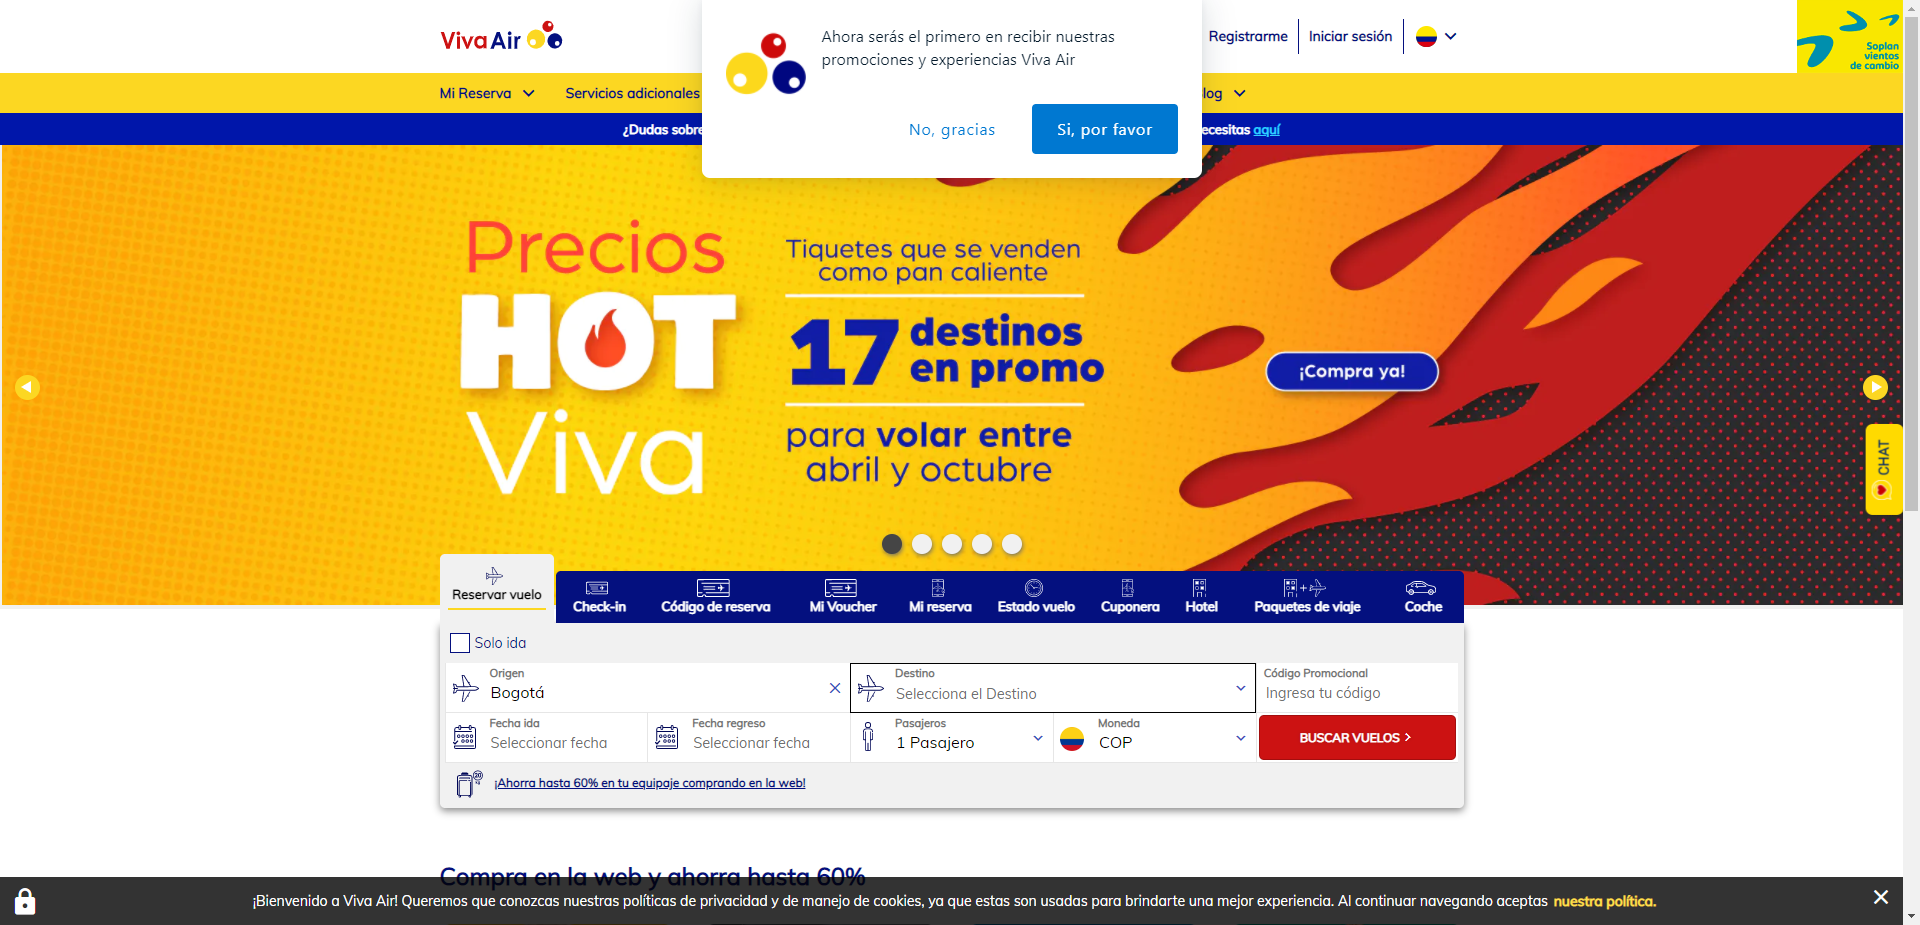 Viva Air
Ahora serás el primero en recibir nuestras
promociones y experiencias Viva Air
No, gracias
Si, por favor
Registrarme
Iniciar sesión
Soplan
vientos
de cambio
Mi Reserva
Servicios adicionales
log
¿Dudas sobre
ecesitas aquí
Precios
HOT
Viva
Tiquetes que se venden
como pan caliente
17 destinos
en promo
para volar entre
abril y octubre
¡Compra ya!
CHAT
Reservar vuelo
Check-in
Código de reserva
Mi Voucher
Mi reserva
Estado vuelo
Cuponera
Hotel
Paquetes de viaje
Coche
Solo ida
Origen
Bogotá
Destino
Selecciona el Destino
Código Promocional
Ingresa tu código
Fecha ida
Seleccionar fecha
Fecha regreso
Seleccionar fecha
Pasajeros
1 Pasajero
Moneda
COP
BUSCAR VUELOS
20
¡Ahorra hasta 60% en tu equipaje comprando en la web!
Compra en la web y ahorra hasta 60%
¡Bienvenido a Viva Air! Queremos que conozcas nuestras políticas de privacidad y de manejo de cookies, ya que estas son usadas para brindarte una mejor experiencia. Al continuar navegando aceptas nuestra política.